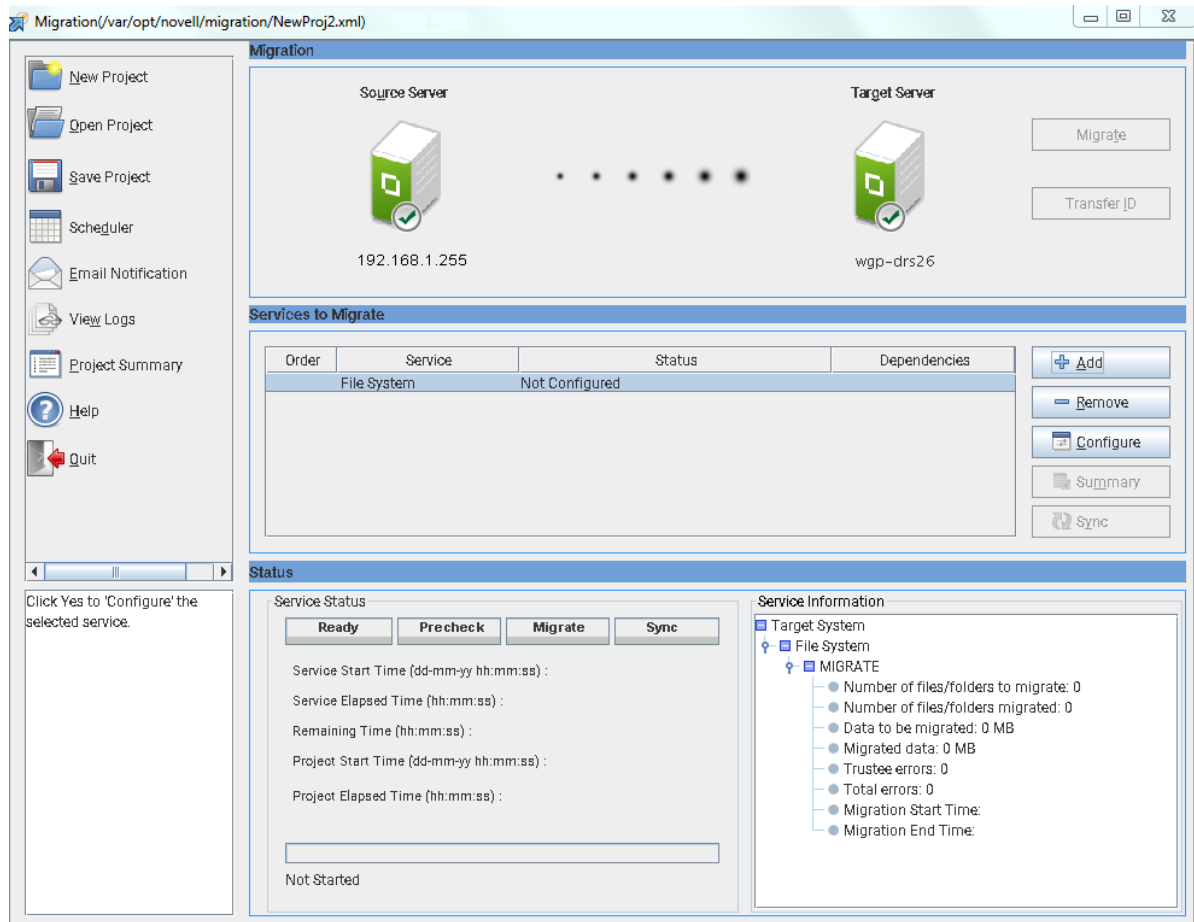 Migration(/var/opt/novell/migration/NewProj2.xml)
New Project
Open Project
Save Project
Scheduler
Email Notification
View Logs
Project Summary
Help
Quit
Click Yes to 'Configure' the
selected service.
Migration
Source Server
Target Server
192.168.1.255
wgp-drs26
Migrate
Transfer ID
Services to Migrate
Order Service Status Dependencies
File System Not Configured
Add
Remove
Configure
Summary
Sync
Status
Service Status
Ready Precheck Migrate Sync
Service Start Time (dd-mm-yy hh:mm:ss) :
Service Elapsed Time (hh:mm:ss) :
Remaining Time (hh:mm:ss) :
Project Start Time (dd-mm-yy hh:mm:ss) :
Project Elapsed Time (hh:mm:ss) :
Not Started
Service Information
Target System
File System
MIGRATE
Number of files/folders to migrate: 0
Number of files/folders migrated: 0
Data to be migrated: 0 MB
Migrated data: 0 MB
Trustee errors: 0
Total errors: 0
Migration Start Time:
Migration End Time: